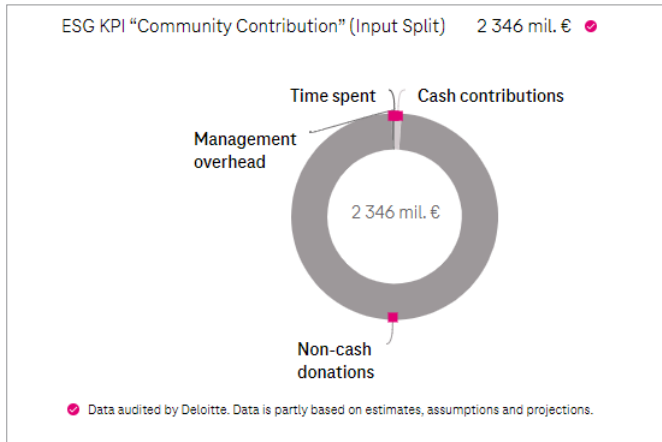 ESG KPI “Community Contribution” (Input Split) 2 346 mil. €
Time spent
Cash contributions
Management
overhead
2 346 mil. €
Non-cash
donations
Data audited by Deloitte. Data is partly based on estimates, assumptions and projections.